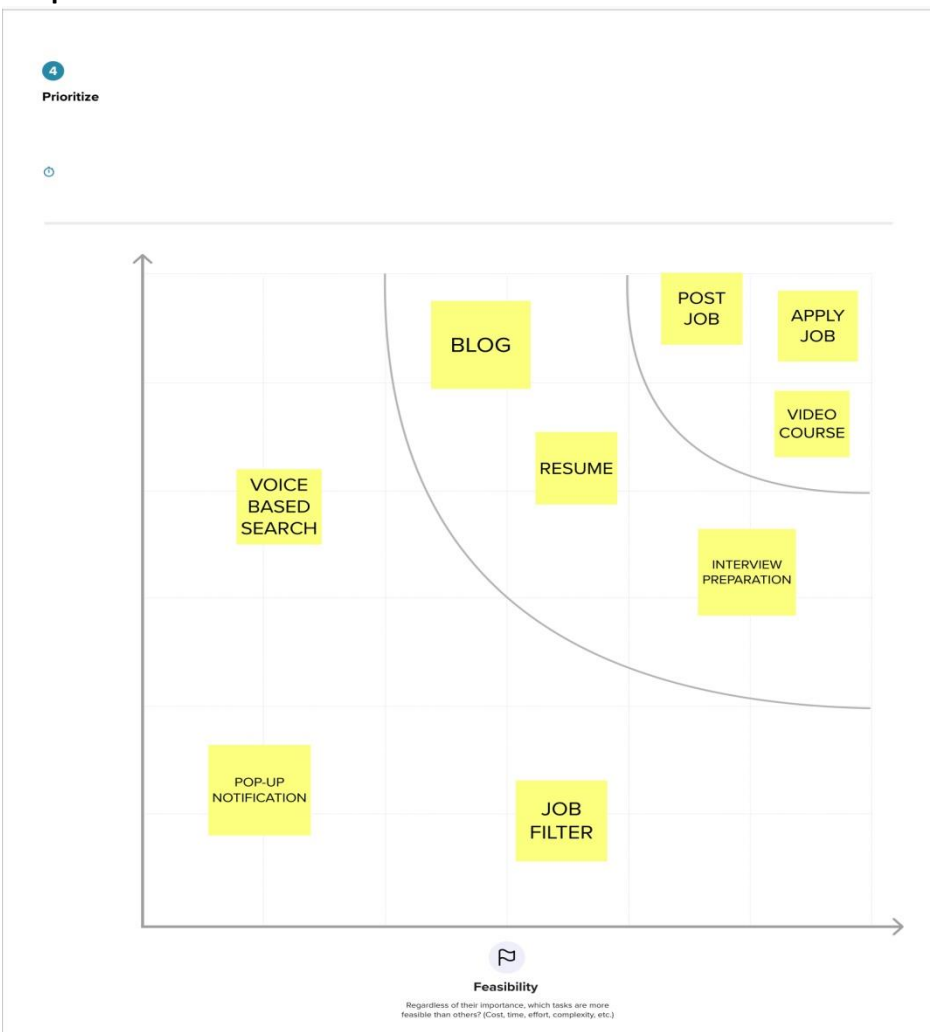 4
Prioritize
POST
JOB
APPLY
JOB
BLOG
VIDEO
COURSE
RESUME
VOICE
BASED
SEARCH
INTERVIEW
PREPARATION
POP-UP
NOTIFICATION
JOB
FILTER
Feasibility
Regardless of their importance, which tasks are more
feasible than others? (Cost, time, effort, complexity, etc.)